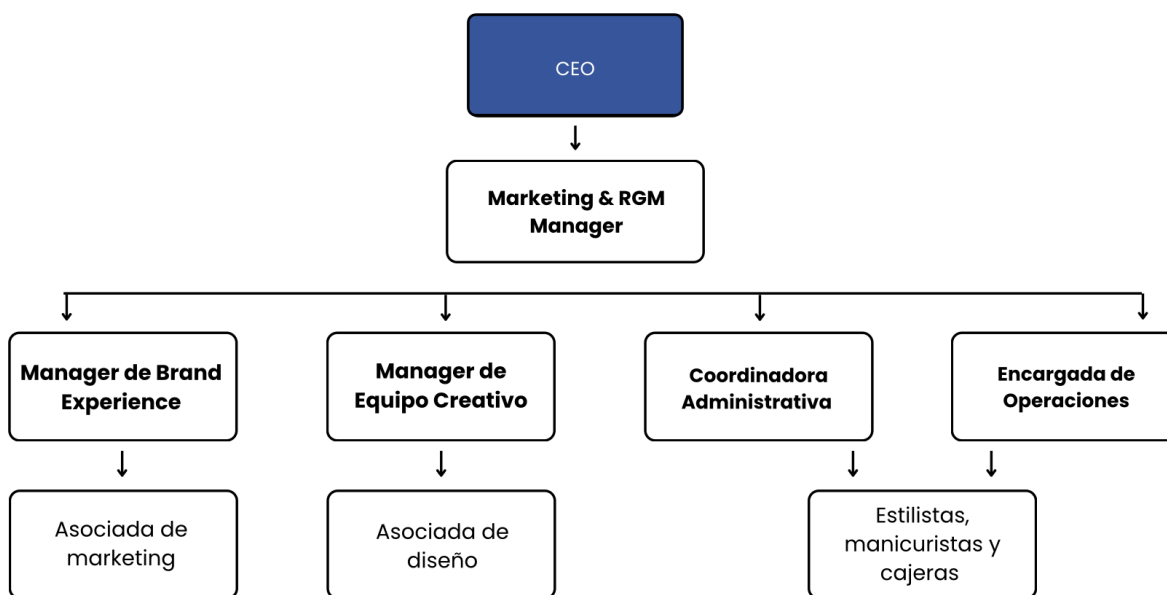 CEO
Marketing & RGM
Manager
Manager de Brand
Experience
Manager de
Equipo Creativo
Coordinadora
Administrativa
Encargada de
Operaciones
Asociada de
marketing
Asociada de
diseño
Estilistas,
manicuristas y
cajeras